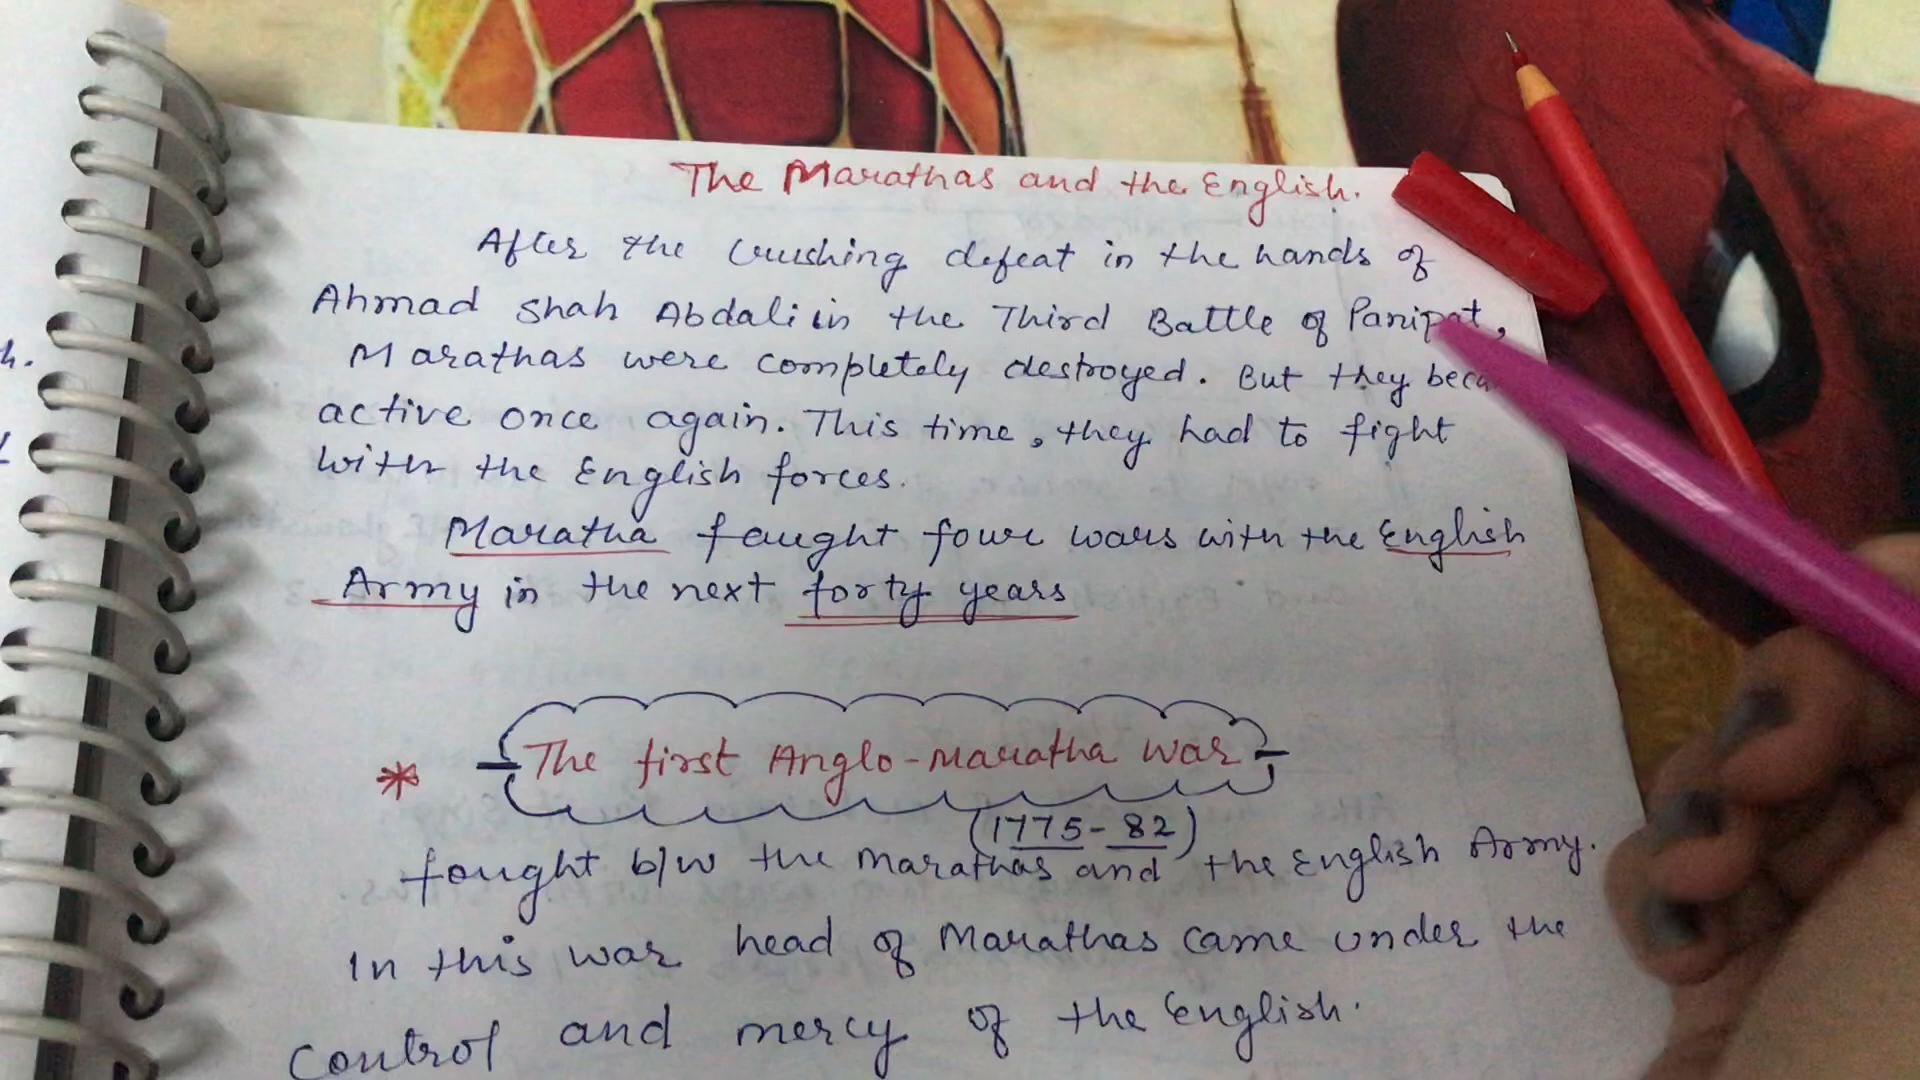 The Marathas and the English.
After the crushing defeat in the hands of
Ahmad Shah Abdali in the Third Battle of Panipat,
Marathas were completely destroyed. But they beca
active once again. This time, they had to fight
with the English forces.
Maratha faught four wars with the English
Army in the next forty years
* The first Anglo-Maratha War
(1775-82)
fought b/w the Marathas and the English Army.
In this war head of Marathas came under the
control and mercy of the English.